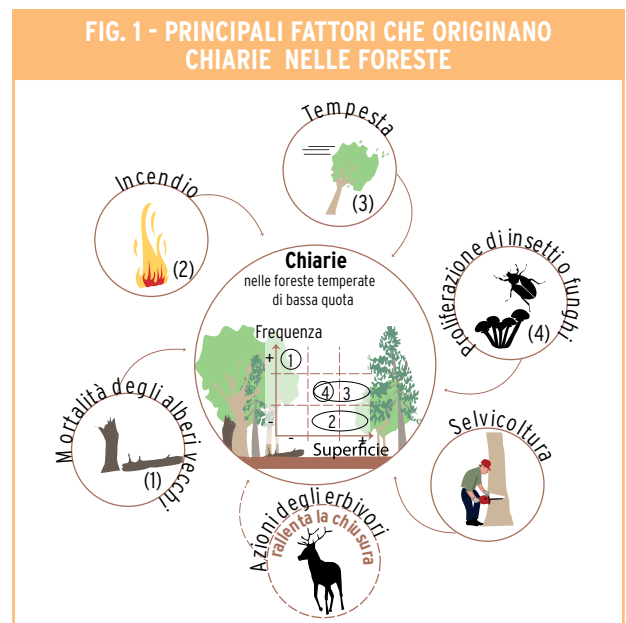 FIG. 1 - PRINCIPALI FATTORI CHE ORIGINANO
CHIARIE NELLE FORESTE
Tempesta
(3)
Incendio
(2)
Proliferazione di insetti o funghi
(4)
Chiarie
nelle foreste temperate
di bassa quota
Frequenza
+
1
4
3
2
-
-
+
Superficie
Mortalità degli alberi vecchi
(1)
Selvicoltura
Azioni degli erbivori
rallenta la chiusura